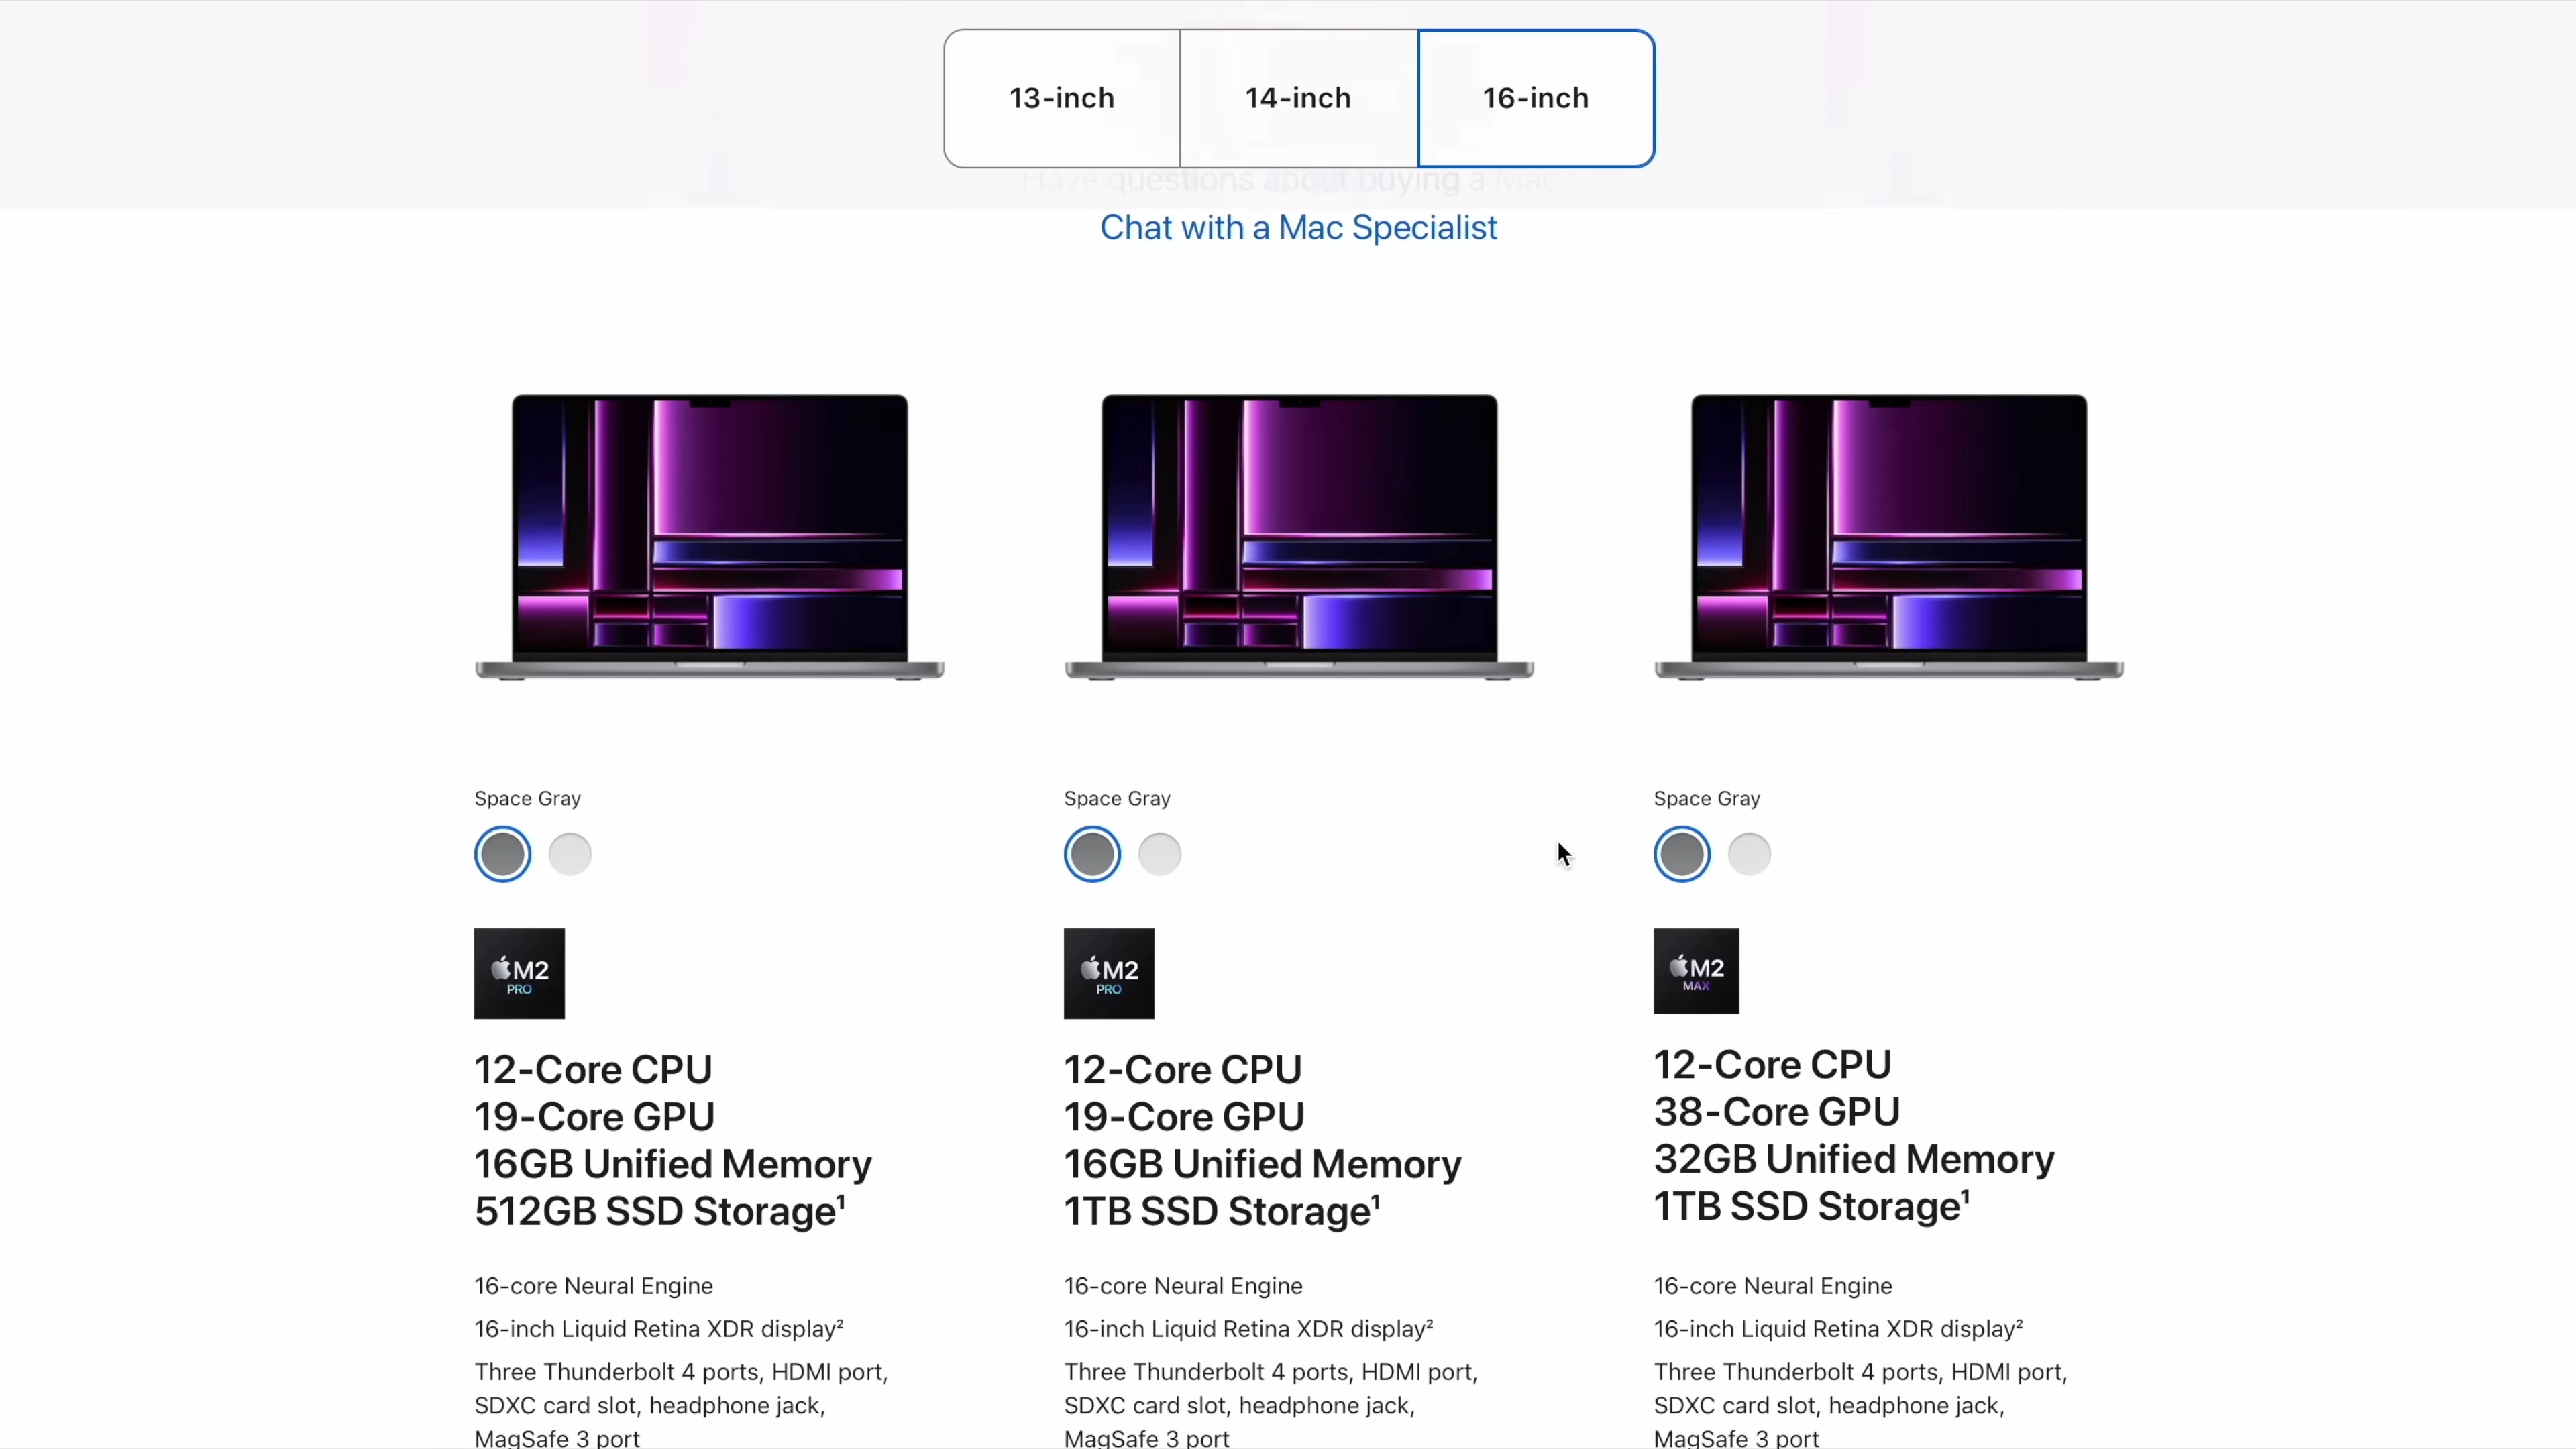 13-inch
14-inch
16-inch
Have questions about buying a Mac?
Chat with a Mac Specialist
Space Gray
M2
PRO
12-Core CPU
19-Core GPU
16GB Unified Memory
512GB SSD Storage¹
16-core Neural Engine
16-inch Liquid Retina XDR display²
Three Thunderbolt 4 ports, HDMI port,
SDXC card slot, headphone jack,
MagSafe 3 port
Space Gray
M2
PRO
12-Core CPU
19-Core GPU
16GB Unified Memory
1TB SSD Storage¹
16-core Neural Engine
16-inch Liquid Retina XDR display²
Three Thunderbolt 4 ports, HDMI port,
SDXC card slot, headphone jack,
MagSafe 3 port
Space Gray
M2
MAX
12-Core CPU
38-Core GPU
32GB Unified Memory
1TB SSD Storage¹
16-core Neural Engine
16-inch Liquid Retina XDR display²
Three Thunderbolt 4 ports, HDMI port,
SDXC card slot, headphone jack,
MagSafe 3 port